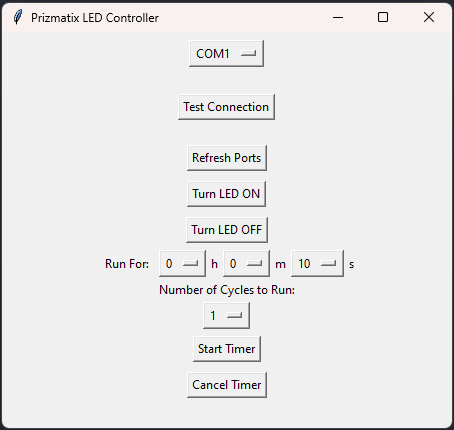 Prizmatix LED Controller
COM1
Test Connection
Refresh Ports
Turn LED ON
Turn LED OFF
Run For: 0 h 0 m 10 s
Number of Cycles to Run:
1
Start Timer
Cancel Timer